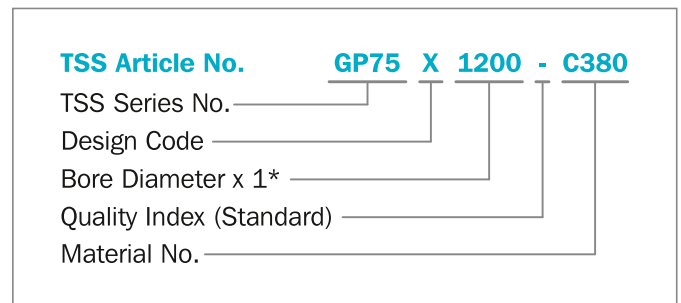 TSS Article No. GP75 X 1200 - C380
TSS Series No.
Design Code
Bore Diameter x 1*
Quality Index (Standard)
Material No.